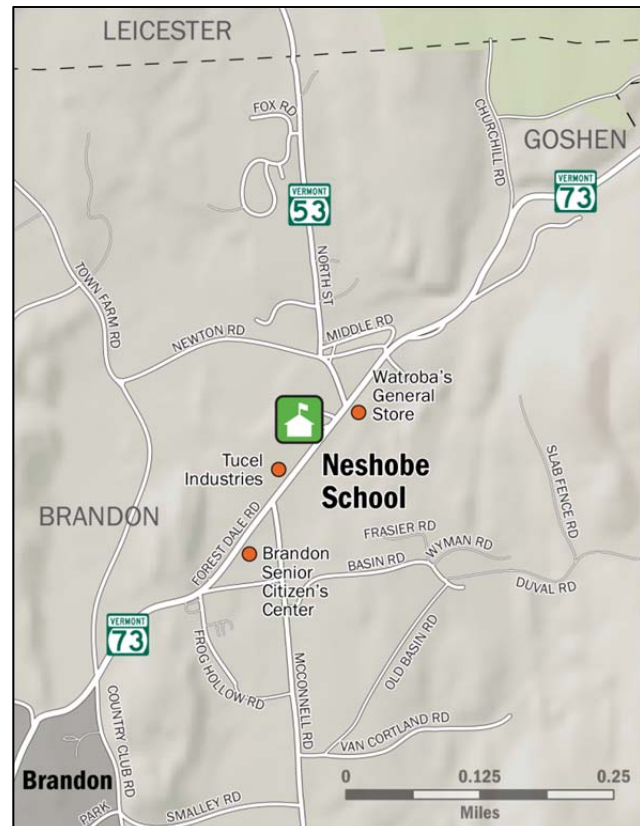 LEICESTER
FOX RD
CHURCHILL RD
GOSHEN
VERMONT
53
VERMONT
73
TOWN FARM RD
NORTH ST
NEWTON RD
MIDDLE RD
Watroba's
General
Store
Tucel
Industries
Neshobe
School
SLAB FENCE RD
BRANDON
FOREST DALE RD
FRASIER RD
WYMAN RD
BASIN RD
DUVAL RD
Brandon
Senior
Citizen's
Center
VERMONT
73
FROG HOLLOW RD
MCCONNELL RD
OLD BASIN RD
COUNTRY CLUB RD
VAN CORTLAND RD
Brandon
PARK
SMALLEY RD
0 0.125 0.25
Miles